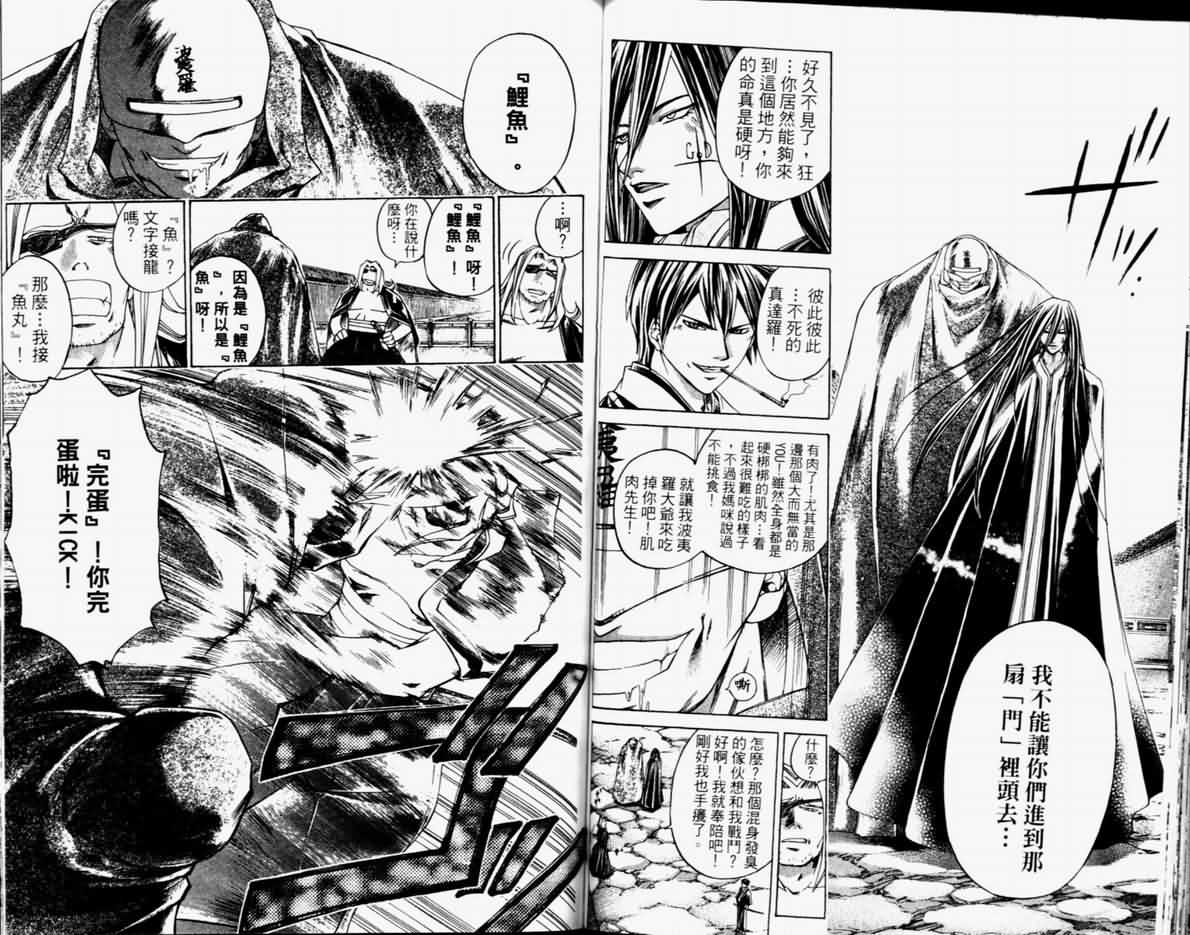 我不能讓你們進到那
扇「門」裡頭去…
好久不見了，狂
…你居然能夠來
到這個地方，你
的命真是硬呀！
彼此彼此
…不死的
真達羅！
有肉了！尤其是那
邊那個大而無當的
YOU！雖然全身都是
硬梆梆的肌肉…看
起來很難吃的樣子
，不過我媽咪說過
不能挑食！
就讓我波夷
羅大爺來吃
掉你吧！肌
肉先生！
嘶
什麼？
怎麼？那個混身發臭
的傢伙想和我戰鬥？
好啊！我就奉陪吧！
剛好我也手癢了。
波夷羅
『鯉魚』。
…啊？
『鯉魚』呀！
『鯉魚』！
你在說什
麼呀…
因為是『鯉魚
』，所以是『
魚』呀！
『魚』？
文字接龍
嗎？
那麼…我接
『魚丸』！
『完蛋』！你完
蛋啦！KICK！